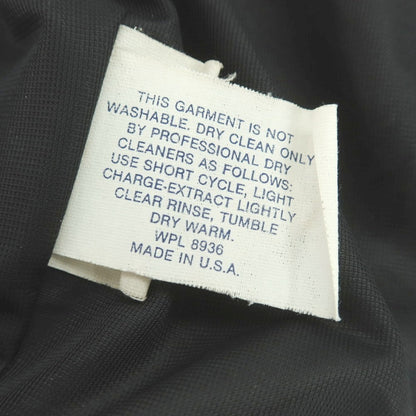 THIS GARMENT IS NOT
WASHABLE. DRY CLEAN ONLY
BY PROFESSIONAL DRY
CLEANERS AS FOLLOWS:
USE SHORT CYCLE, LIGHT
CHARGE-EXTRACT LIGHTLY
CLEAR RINSE, TUMBLE
DRY WARM.
WPL 8936
MADE IN U.S.A.